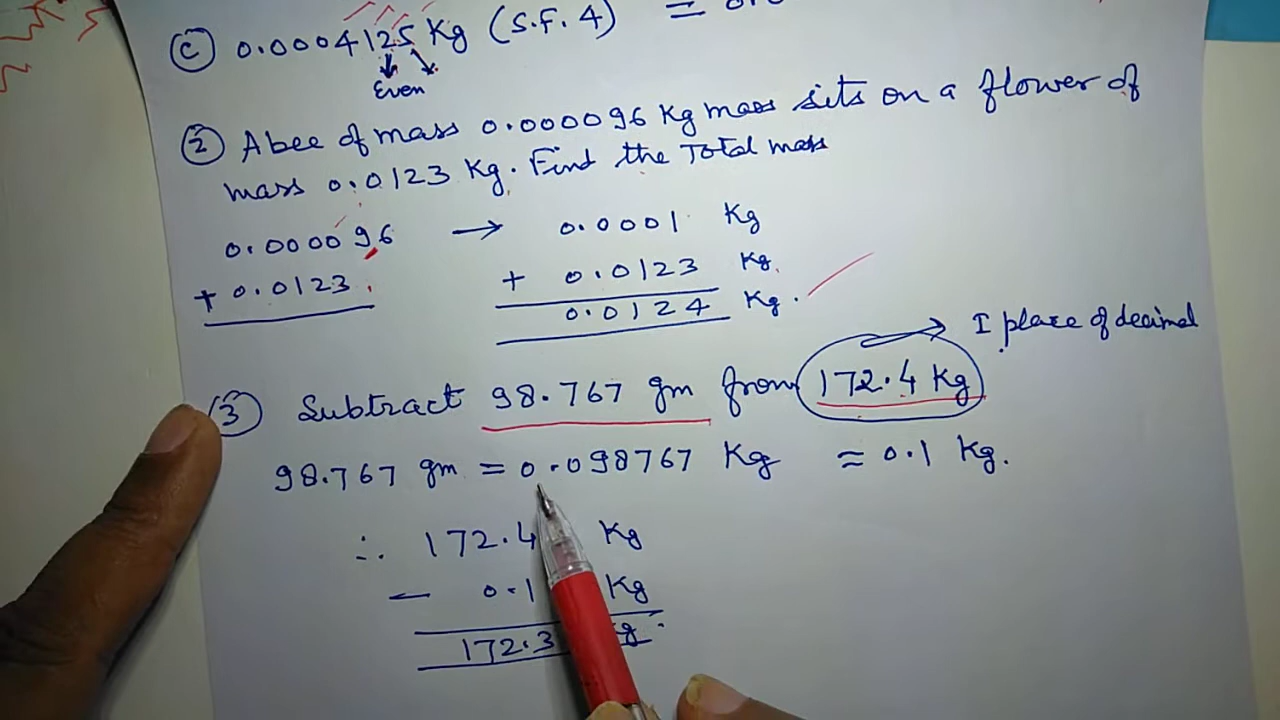 (c) 0.0004125 Kg (S.F. 4) = 0.0
Even
(2) A bee of mass 0.000096 Kg mass sits on a flower of
mass 0.0123 Kg. Find the Total mass
0.000096 → 0.0001 Kg
+ 0.0123 + 0.0123 Kg.
0.0124 Kg.
I place of decimal
(3) Subtract 98.767 gm from 172.4 Kg
98.767 gm = 0.098767 Kg ≈ 0.1 Kg.
∴ 172.4 Kg
- 0.1 Kg
172.3 Kg.